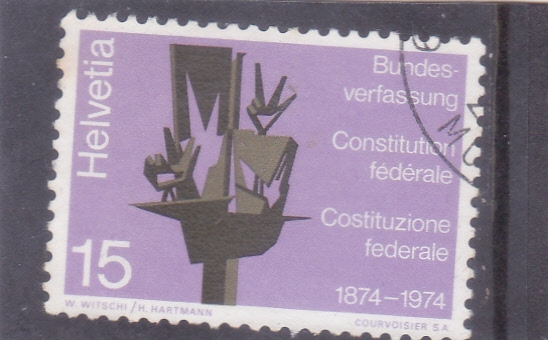 Helvetia
Bundes-
verfassung
Constitution
fédérale
Costituzione
federale
15
1874–1974
W. WITSCHI / H. HARTMANN
COURVOISIER S.A.